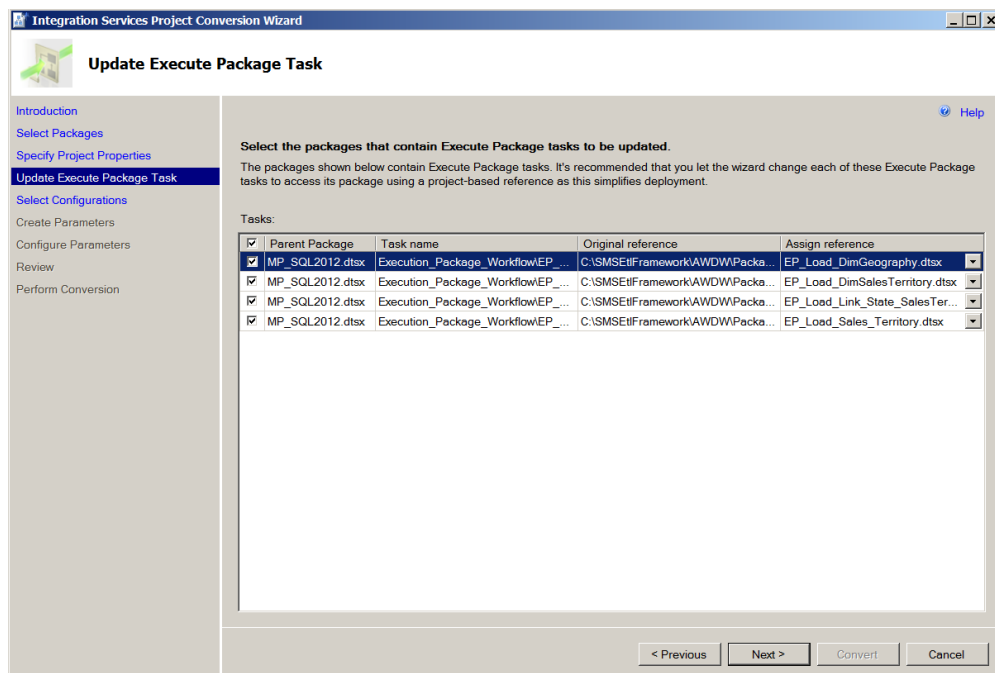 Integration Services Project Conversion Wizard
Update Execute Package Task
Introduction
Select Packages
Specify Project Properties
Update Execute Package Task
Select Configurations
Create Parameters
Configure Parameters
Review
Perform Conversion
Help
Select the packages that contain Execute Package tasks to be updated.
The packages shown below contain Execute Package tasks. It's recommended that you let the wizard change each of these Execute Package
tasks to access its package using a project-based reference as this simplifies deployment.
Tasks:
Parent Package Task name Original reference Assign reference
MP_SQL2012.dtsx Execution_Package_Workflow\EP_... C:\SMSEtlFramework\AWDW\Packa... EP_Load_DimGeography.dtsx
MP_SQL2012.dtsx Execution_Package_Workflow\EP_... C:\SMSEtlFramework\AWDW\Packa... EP_Load_DimSalesTerritory.dtsx
MP_SQL2012.dtsx Execution_Package_Workflow\EP_... C:\SMSEtlFramework\AWDW\Packa... EP_Load_Link_State_SalesTer...
MP_SQL2012.dtsx Execution_Package_Workflow\EP_... C:\SMSEtlFramework\AWDW\Packa... EP_Load_Sales_Territory.dtsx
< Previous Next > Convert Cancel